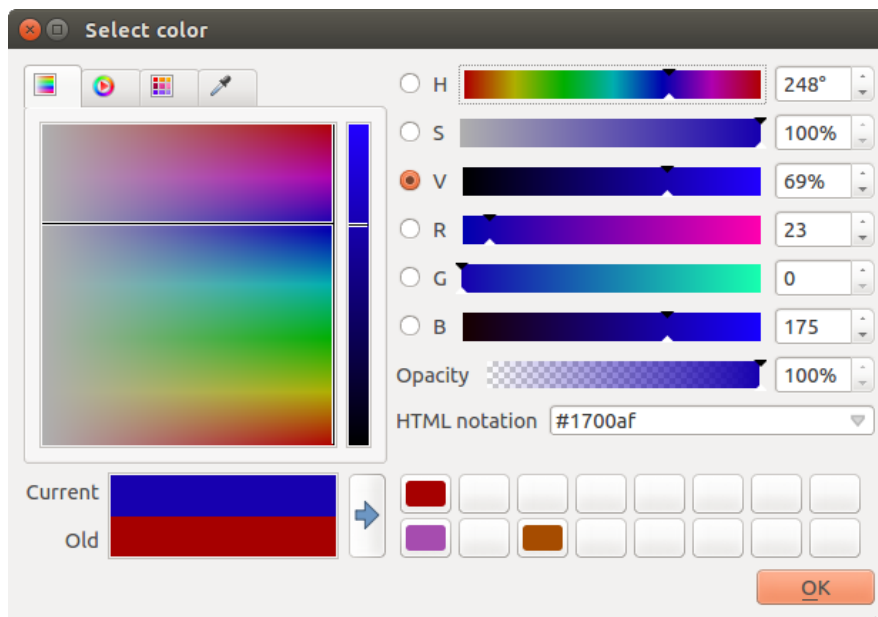 Select color
H 248°
S 100%
V 69%
R 23
G 0
B 175
Opacity 100%
HTML notation #1700af
Current
Old
OK